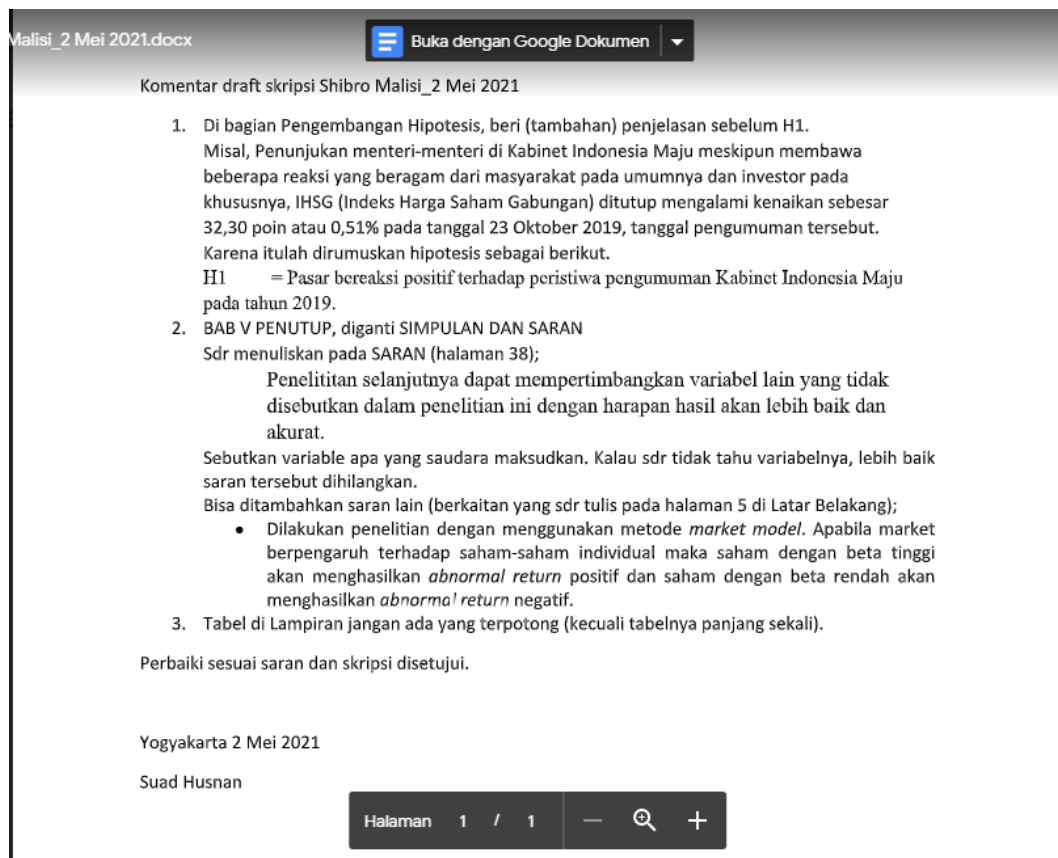 Malisi_2 Mei 2021.docx
Buka dengan Google Dokumen
Komentar draft skripsi Shibro Malisi_2 Mei 2021
1. Di bagian Pengembangan Hipotesis, beri (tambahan) penjelasan sebelum H1.
Misal, Penunjukan menteri-menteri di Kabinet Indonesia Maju meskipun membawa
beberapa reaksi yang beragam dari masyarakat pada umumnya dan investor pada
khususnya, IHSG (Indeks Harga Saham Gabungan) ditutup mengalami kenaikan sebesar
32,30 poin atau 0,51% pada tanggal 23 Oktober 2019, tanggal pengumuman tersebut.
Karena itulah dirumuskan hipotesis sebagai berikut.
H1 = Pasar bereaksi positif terhadap peristiwa pengumuman Kabinet Indonesia Maju
pada tahun 2019.
2. BAB V PENUTUP, diganti SIMPULAN DAN SARAN
Sdr menuliskan pada SARAN (halaman 38);
Penelititan selanjutnya dapat mempertimbangkan variabel lain yang tidak
disebutkan dalam penelitian ini dengan harapan hasil akan lebih baik dan
akurat.
Sebutkan variable apa yang saudara maksudkan. Kalau sdr tidak tahu variabelnya, lebih baik
saran tersebut dihilangkan.
Bisa ditambahkan saran lain (berkaitan yang sdr tulis pada halaman 5 di Latar Belakang);
• Dilakukan penelitian dengan menggunakan metode market model. Apabila market
berpengaruh terhadap saham-saham individual maka saham dengan beta tinggi
akan menghasilkan abnormal return positif dan saham dengan beta rendah akan
menghasilkan abnormal return negatif.
3. Tabel di Lampiran jangan ada yang terpotong (kecuali tabelnya panjang sekali).
Perbaiki sesuai saran dan skripsi disetujui.
Yogyakarta 2 Mei 2021
Suad Husnan
Halaman 1 / 1